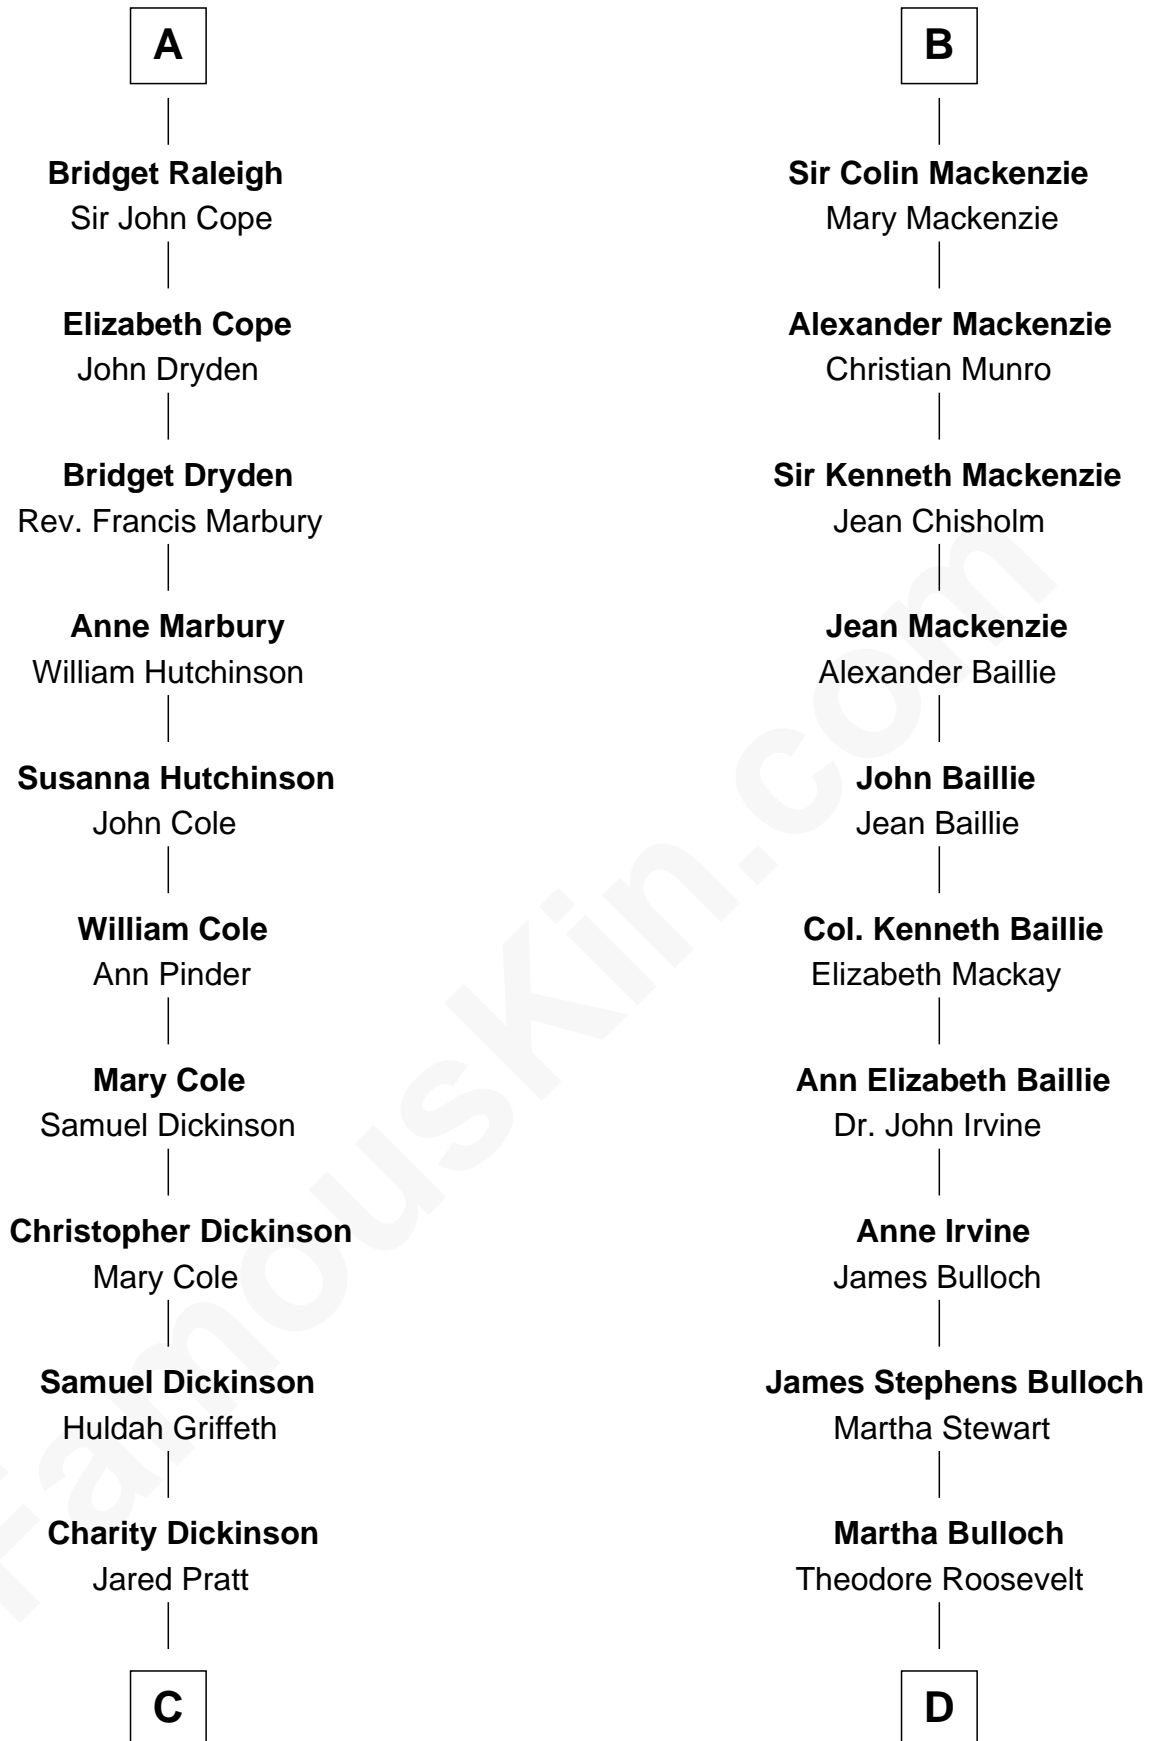 A
Bridget Raleigh
Sir John Cope
Elizabeth Cope
John Dryden
Bridget Dryden
Rev. Francis Marbury
Anne Marbury
William Hutchinson
Susanna Hutchinson
John Cole
William Cole
Ann Pinder
Mary Cole
Samuel Dickinson
Christopher Dickinson
Mary Cole
Samuel Dickinson
Huldah Griffeth
Charity Dickinson
Jared Pratt
C
B
Sir Colin Mackenzie
Mary Mackenzie
Alexander Mackenzie
Christian Munro
Sir Kenneth Mackenzie
Jean Chisholm
Jean Mackenzie
Alexander Baillie
John Baillie
Jean Baillie
Col. Kenneth Baillie
Elizabeth Mackay
Ann Elizabeth Baillie
Dr. John Irvine
Anne Irvine
James Bulloch
James Stephens Bulloch
Martha Stewart
Martha Bulloch
Theodore Roosevelt
D
FamousKin.com